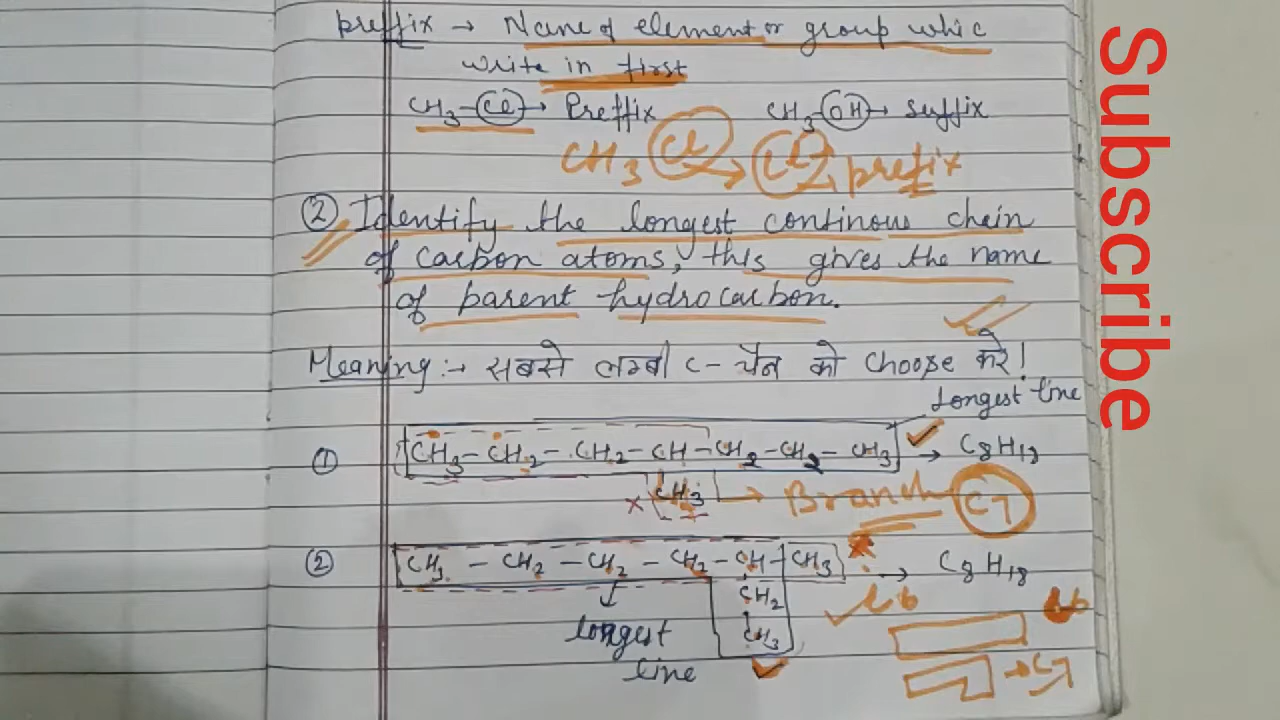 preffix → Name of element or group whic
write in first
CH3-Cl → Preffix CH3-OH → Suffix
CH3 Cl → Cl → prefix
② Identify the longest continous chein
of carbon atoms, this gives the name
of parent hydrocarbon.
Meaning:→ सबसे लम्बी C-चैन को choose करे!
Longest line
① CH3-CH2-CH2-CH-CH2-CH2-CH3 → C8H18
× CH3 → Branch C7
② CH3-CH2-CH2-CH2-CH-CH3 → C8H18
CH2
longest CH3
line → C7
Subscribe